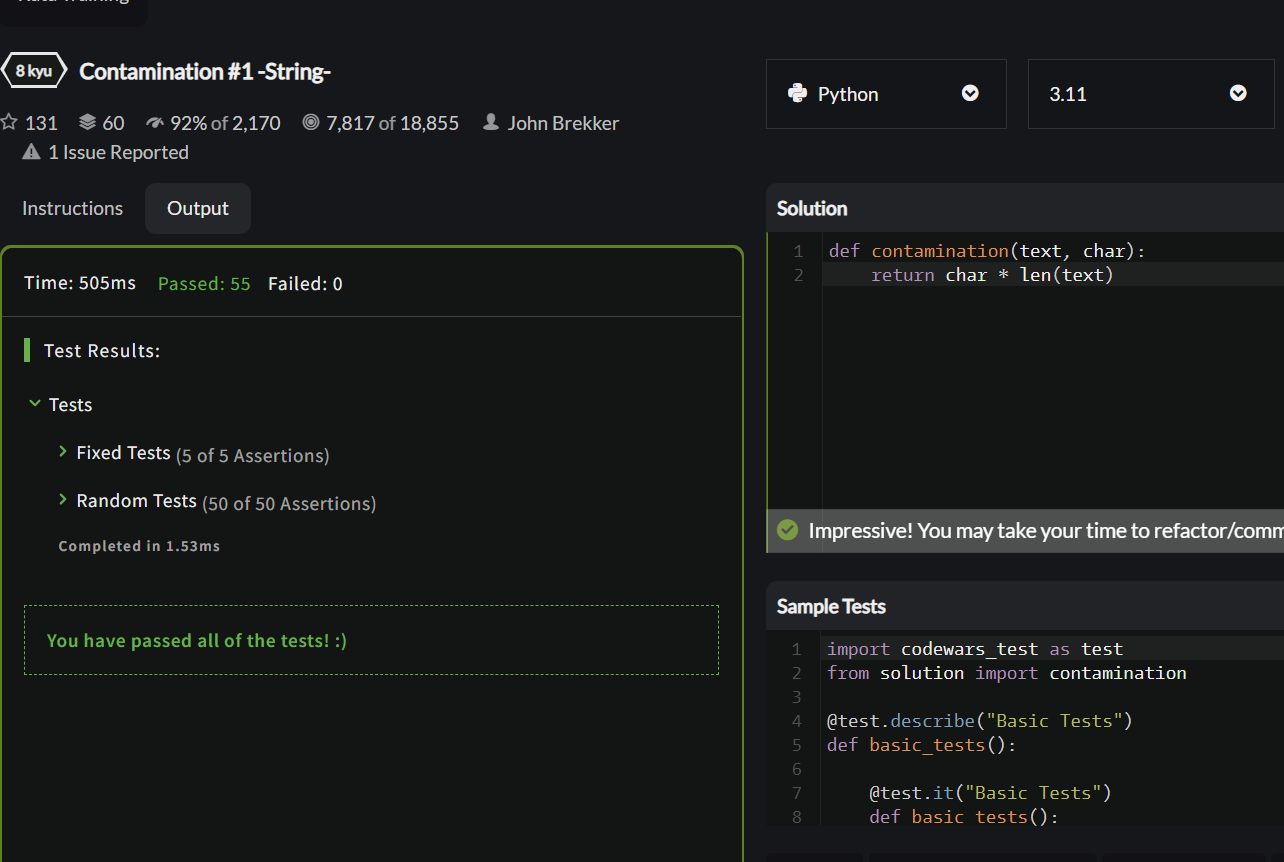 8 kyu Contamination #1 -String-
131 60 92% of 2,170 7,817 of 18,855 John Brekker
1 Issue Reported
Instructions Output
Time: 505ms Passed: 55 Failed: 0
Test Results:
Tests
Fixed Tests (5 of 5 Assertions)
Random Tests (50 of 50 Assertions)
Completed in 1.53ms
You have passed all of the tests! :)
Python 3.11
Solution
1 def contamination(text, char):
2 return char * len(text)
Impressive! You may take your time to refactor/comm
Sample Tests
1 import codewars_test as test
2 from solution import contamination
3
4 @test.describe("Basic Tests")
5 def basic_tests():
6
7 @test.it("Basic Tests")
8 def basic tests():